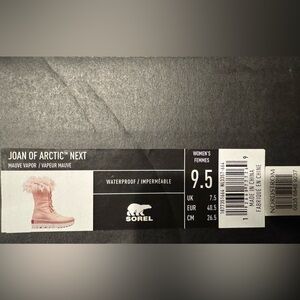 JOAN OF ARCTIC™ NEXT
MAUVE VAPOR / VAPEUR MAUVE
WATERPROOF / IMPERMÉABLE
SOREL
WOMEN'S
FEMMES
9.5
UK 7.5
EUR 40.5
CM 26.5
MADE IN CHINA
FABRIQUÉ EN CHINE
NORDSTROM